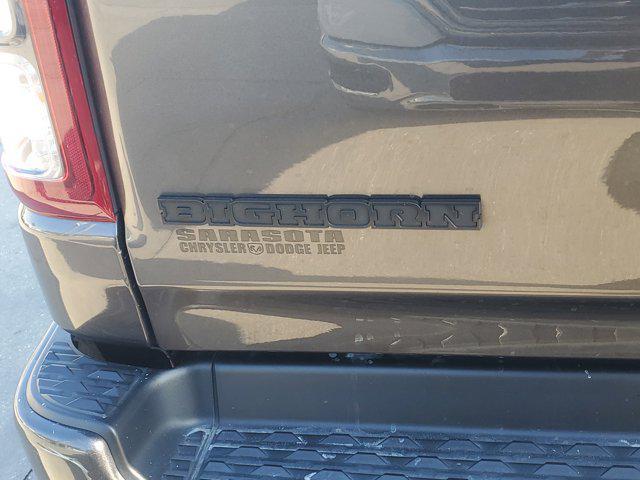 BIGHORN
SARASOTA
CHRYSLER DODGE JEEP